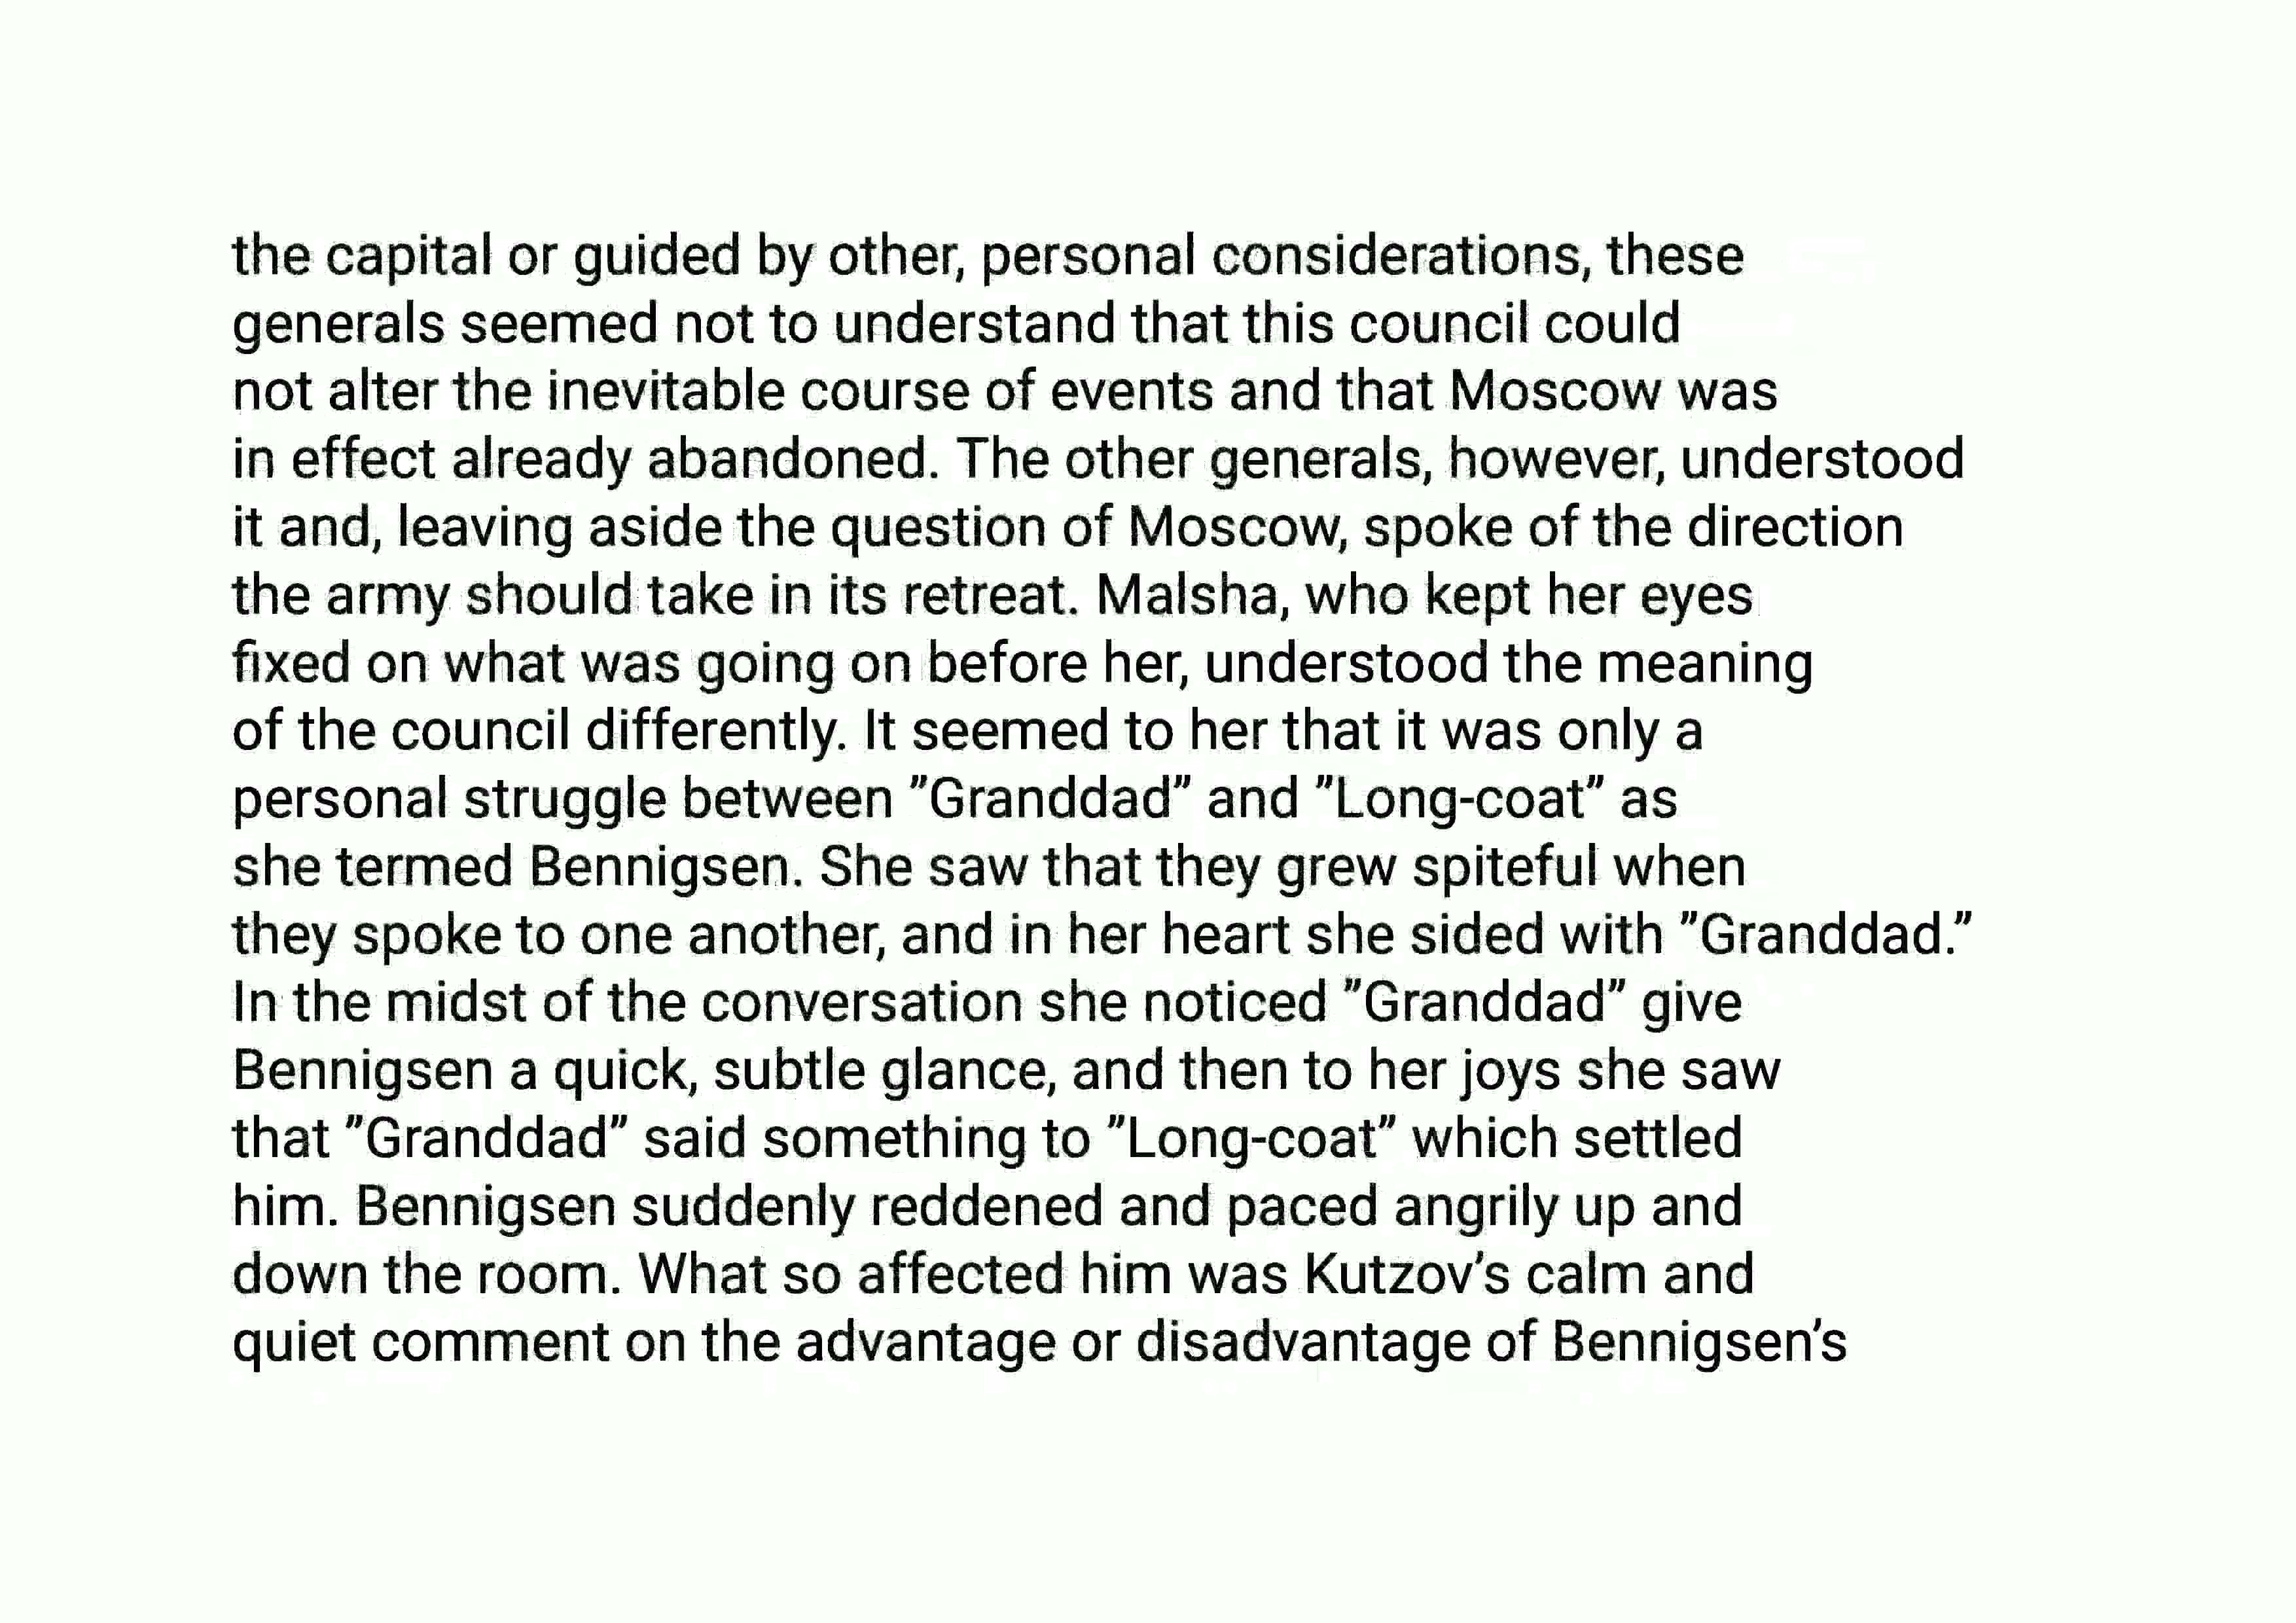 the capital or guided by other, personal considerations, these
generals seemed not to understand that this council could
not alter the inevitable course of events and that Moscow was
in effect already abandoned. The other generals, however, understood
it and, leaving aside the question of Moscow, spoke of the direction
the army should take in its retreat. Malsha, who kept her eyes
fixed on what was going on before her, understood the meaning
of the council differently. It seemed to her that it was only a
personal struggle between ”Granddad” and ”Long-coat” as
she termed Bennigsen. She saw that they grew spiteful when
they spoke to one another, and in her heart she sided with ”Granddad.”
In the midst of the conversation she noticed ”Granddad” give
Bennigsen a quick, subtle glance, and then to her joys she saw
that ”Granddad” said something to ”Long-coat” which settled
him. Bennigsen suddenly reddened and paced angrily up and
down the room. What so affected him was Kutzov’s calm and
quiet comment on the advantage or disadvantage of Bennigsen’s